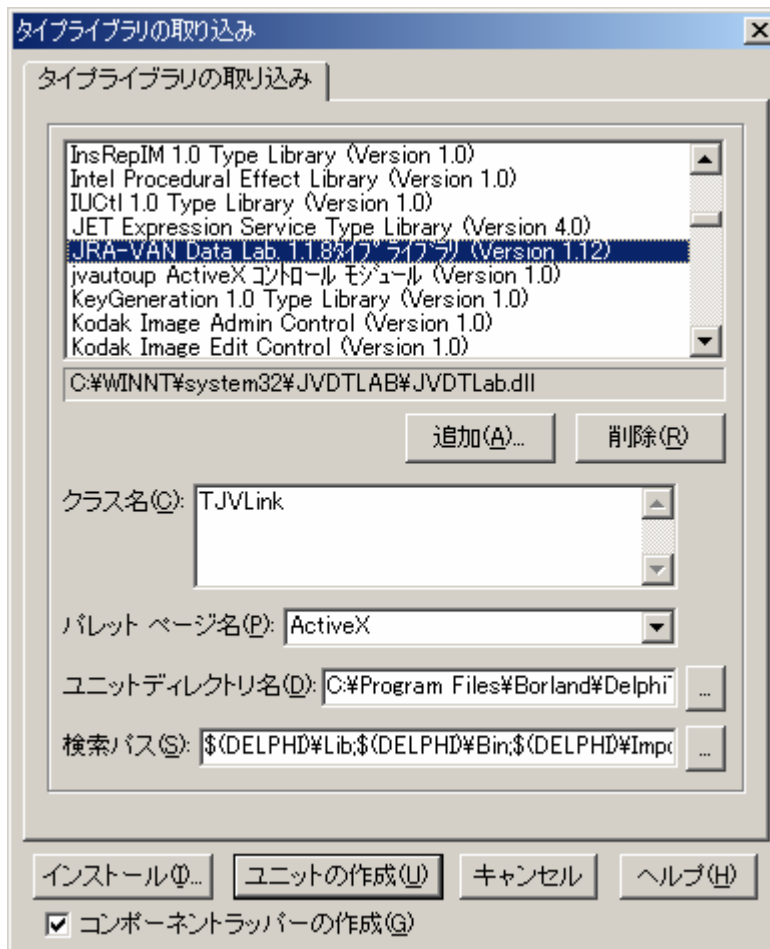 タイプライブラリの取り込み
タイプライブラリの取り込み
InsRepIM 1.0 Type Library (Version 1.0)
Intel Procedural Effect Library (Version 1.0)
IUCtl 1.0 Type Library (Version 1.0)
JET Expression Service Type Library (Version 4.0)
JRA-VAN Data Lab. 1.1.8ﾀｲﾌﾟ ﾗｲﾌﾞﾗﾘ (Version 1.12)
jvautoup ActiveX ｺﾝﾄﾛｰﾙ ﾓｼﾞｭｰﾙ (Version 1.0)
KeyGeneration 1.0 Type Library (Version 1.0)
Kodak Image Admin Control (Version 1.0)
Kodak Image Edit Control (Version 1.0)
C:¥WINNT¥system32¥JVDTLAB¥JVDTLab.dll
追加(A)...
削除(R)
クラス名(C):
TJVLink
パレット ページ名(P):
ActiveX
ユニットディレクトリ名(D):
C:¥Program Files¥Borland¥Delphi
...
検索パス(S):
$(DELPHI)¥Lib;$(DELPHI)¥Bin;$(DELPHI)¥Impo
...
インストール(I)...
ユニットの作成(U)
キャンセル
ヘルプ(H)
コンポーネントラッパーの作成(G)